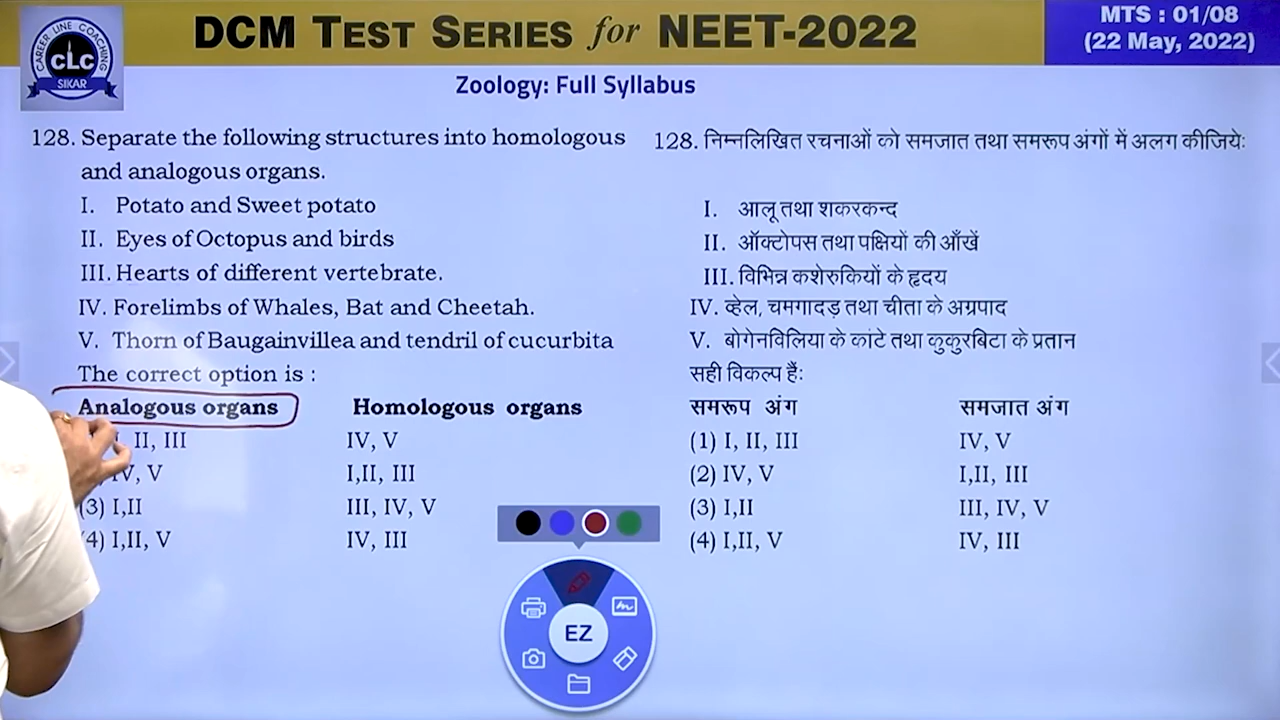 CAREER LINE COACHING
CLC
SIKAR
DCM TEST SERIES for NEET-2022
MTS : 01/08
(22 May, 2022)
Zoology: Full Syllabus
128. Separate the following structures into homologous
and analogous organs.
I. Potato and Sweet potato
II. Eyes of Octopus and birds
III. Hearts of different vertebrate.
IV. Forelimbs of Whales, Bat and Cheetah.
V. Thorn of Baugainvillea and tendril of cucurbita
The correct option is :
Analogous organs Homologous organs
II, III IV, V
IV, V I,II, III
(3) I,II III, IV, V
4) I,II, V IV, III
128. निम्नलिखित रचनाओं को समजात तथा समरूप अंगों में अलग कीजियेः
I. आलू तथा शकरकन्द
II. ऑक्टोपस तथा पक्षियों की आँखें
III. विभिन्न कशेरुकियों के हृदय
IV. व्हेल, चमगादड़ तथा चीता के अग्रपाद
V. बोगेनविलिया के कांटे तथा कुकुरबिटा के प्रतान
सही विकल्प हैं:
समरूप अंग समजात अंग
(1) I, II, III IV, V
(2) IV, V I,II, III
(3) I,II III, IV, V
(4) I,II, V IV, III
EZ